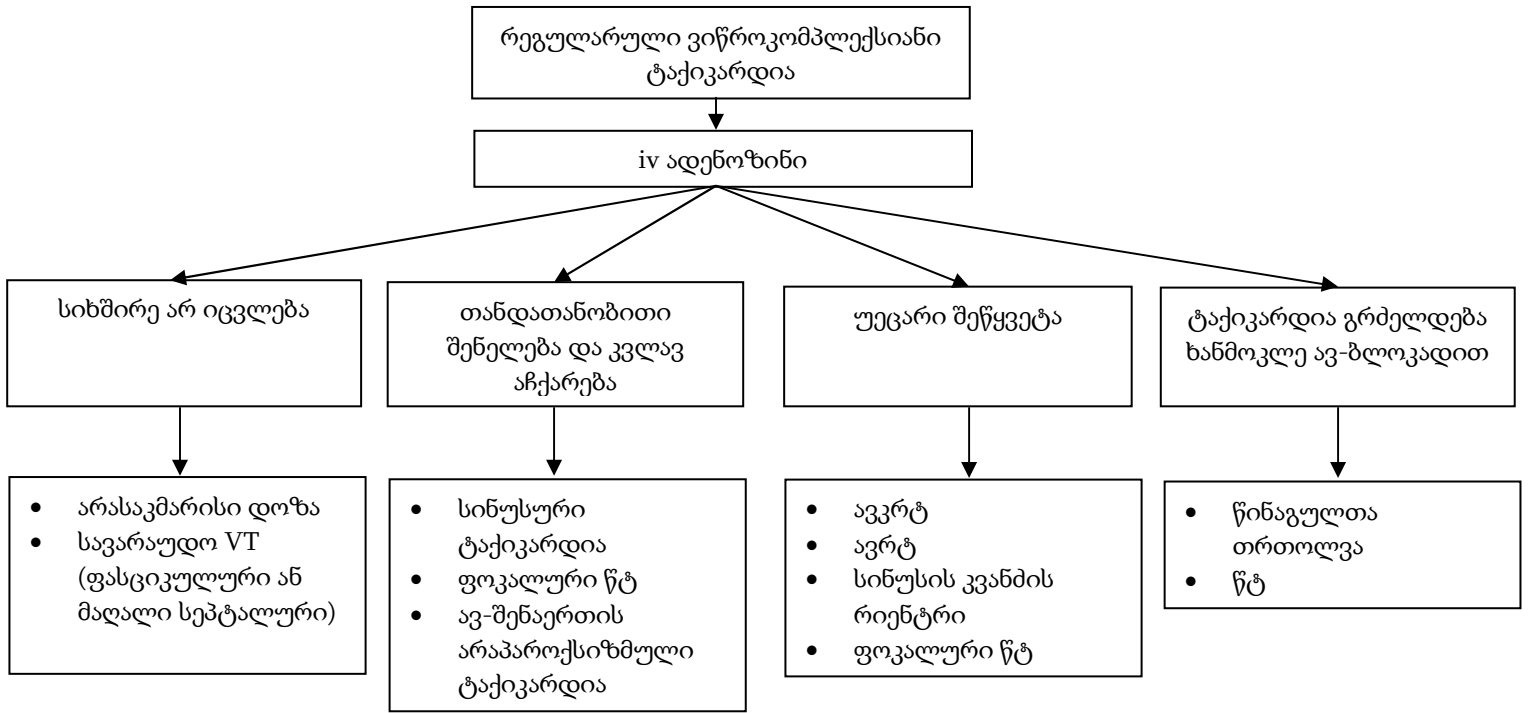 რეგულარული ვიწროკომპლექსიანი
ტაქიკარდია
iv ადენოზინი
სიხშირე არ იცვლება
თანდათანობითი
შენელება და კვლავ
აჩქარება
უეცარი შეწყვეტა
ტაქიკარდია გრძელდება
ხანმოკლე ავ-ბლოკადით
• არასაკმარისი დოზა
• სავარაუდო VT
(ფასციკულური ან
მაღალი სეპტალური)
• სინუსური
ტაქიკარდია
• ფოკალური წტ
• ავ-შენაერთის
არაპაროქსიზმული
ტაქიკარდია
• ავკრტ
• ავრტ
• სინუსის კვანძის
რიენტრი
• ფოკალური წტ
• წინაგულთა
თრთოლვა
• წტ